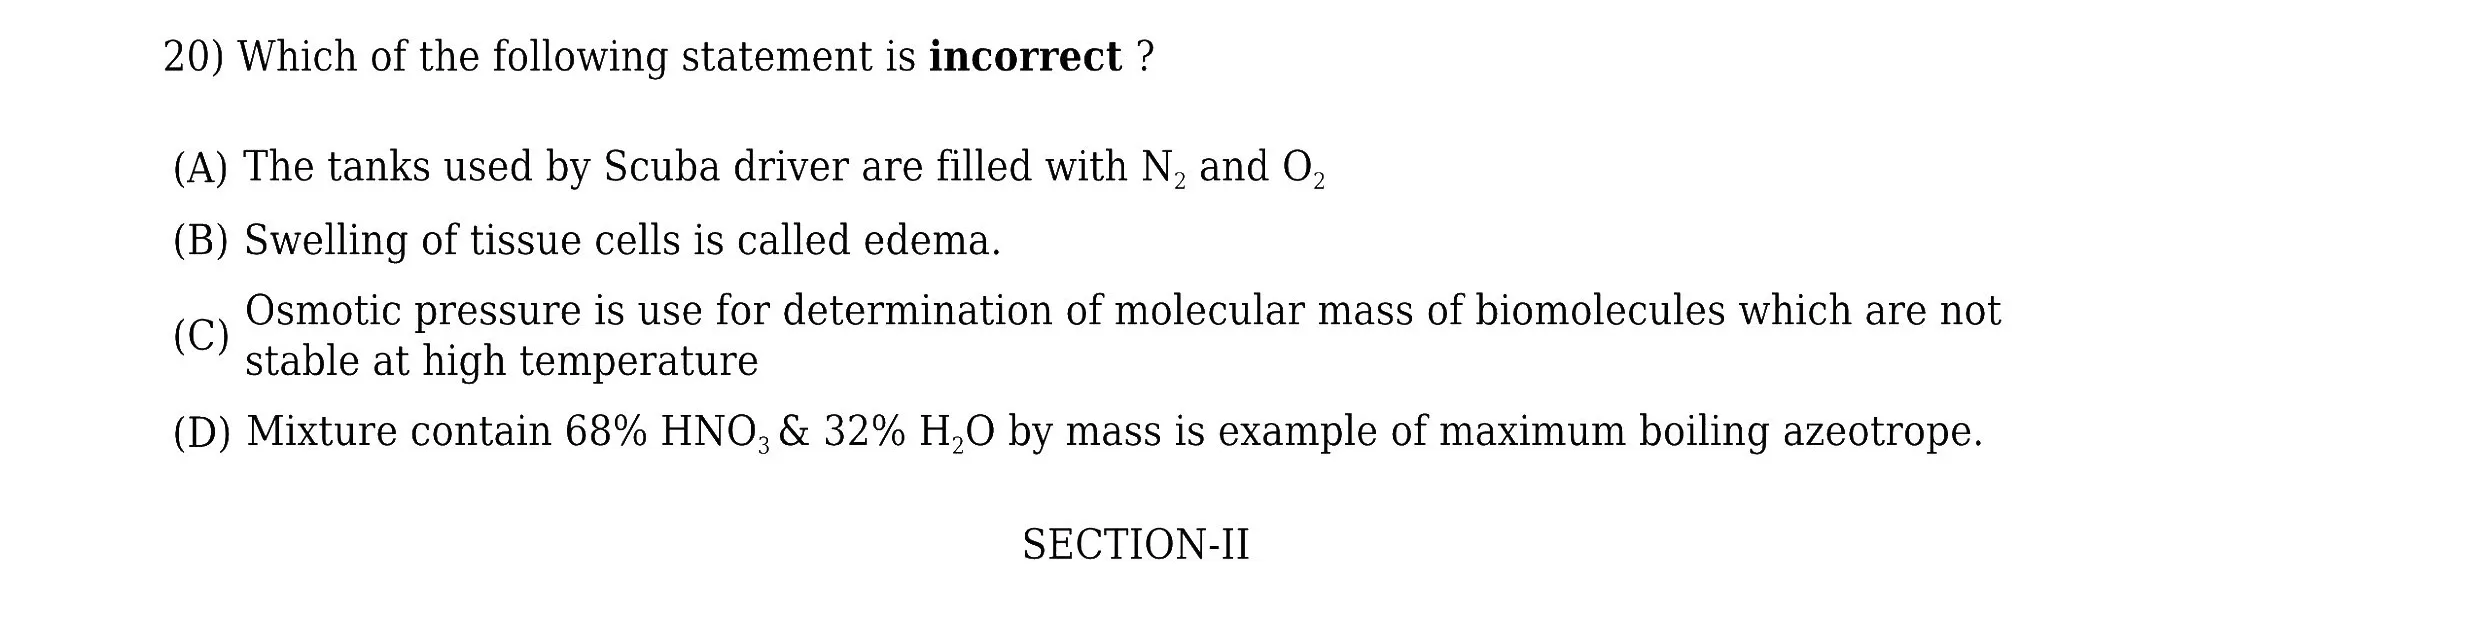 20) Which of the following statement is incorrect ?
(A) The tanks used by Scuba driver are filled with N₂ and O₂
(B) Swelling of tissue cells is called edema.
(C) Osmotic pressure is use for determination of molecular mass of biomolecules which are not
stable at high temperature
(D) Mixture contain 68% HNO₃ & 32% H₂O by mass is example of maximum boiling azeotrope.
SECTION-II